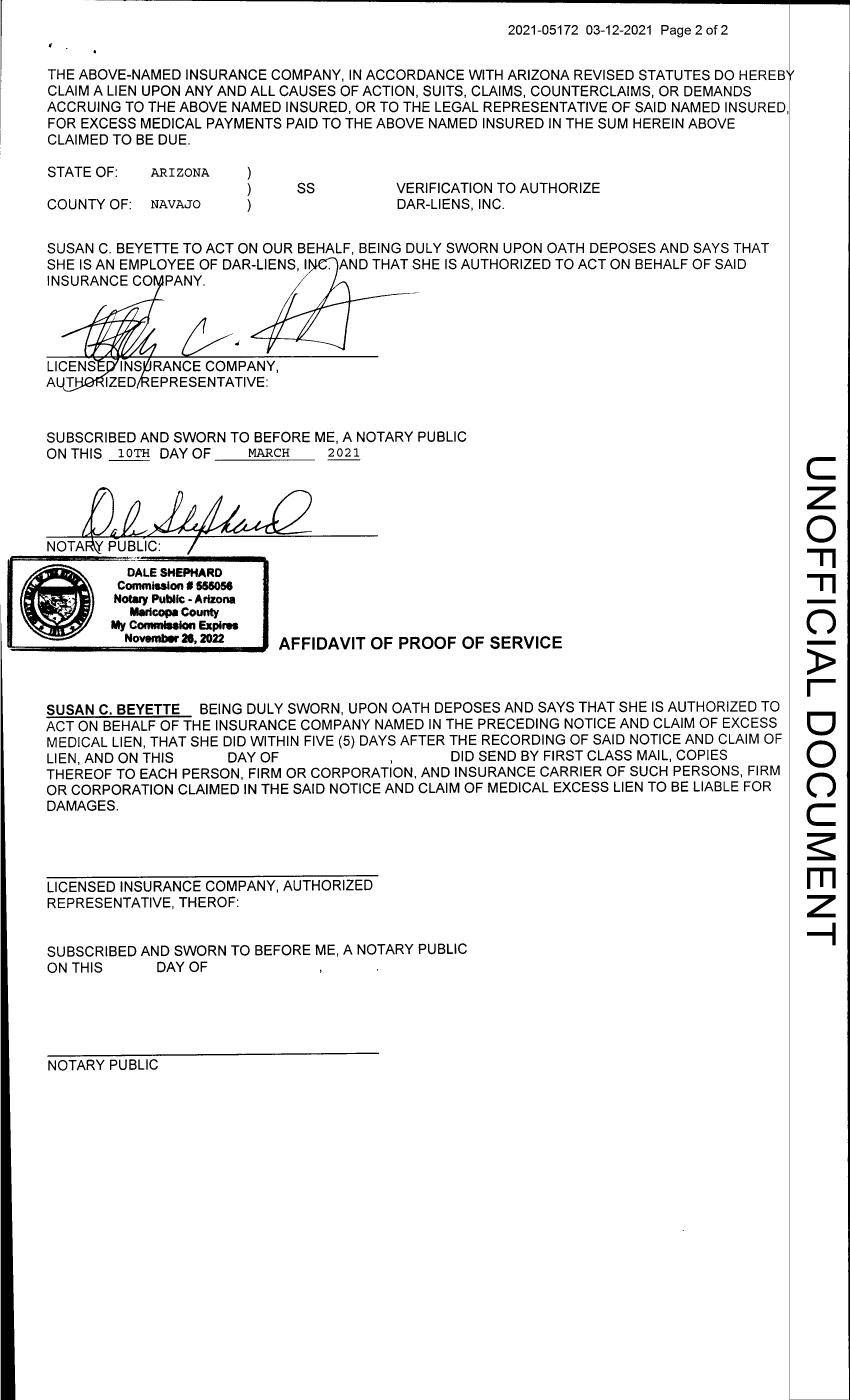 2021-05172 03-12-2021 Page 2 of 2
THE ABOVE-NAMED INSURANCE COMPANY, IN ACCORDANCE WITH ARIZONA REVISED STATUTES DO HEREBY
CLAIM A LIEN UPON ANY AND ALL CAUSES OF ACTION, SUITS, CLAIMS, COUNTERCLAIMS, OR DEMANDS
ACCRUING TO THE ABOVE NAMED INSURED, OR TO THE LEGAL REPRESENTATIVE OF SAID NAMED INSURED,
FOR EXCESS MEDICAL PAYMENTS PAID TO THE ABOVE NAMED INSURED IN THE SUM HEREIN ABOVE
CLAIMED TO BE DUE.
STATE OF: ARIZONA )
) SS VERIFICATION TO AUTHORIZE
COUNTY OF: NAVAJO ) DAR-LIENS, INC.
SUSAN C. BEYETTE TO ACT ON OUR BEHALF, BEING DULY SWORN UPON OATH DEPOSES AND SAYS THAT
SHE IS AN EMPLOYEE OF DAR-LIENS, INC. AND THAT SHE IS AUTHORIZED TO ACT ON BEHALF OF SAID
INSURANCE COMPANY.
LICENSED INSURANCE COMPANY,
AUTHORIZED/REPRESENTATIVE:
SUBSCRIBED AND SWORN TO BEFORE ME, A NOTARY PUBLIC
ON THIS 10TH DAY OF MARCH 2021
Dale Shephard
NOTARY PUBLIC:
DALE SHEPHARD
Commission # 555056
Notary Public - Arizona
Maricopa County
My Commission Expires
November 26, 2022
AFFIDAVIT OF PROOF OF SERVICE
SUSAN C. BEYETTE BEING DULY SWORN, UPON OATH DEPOSES AND SAYS THAT SHE IS AUTHORIZED TO
ACT ON BEHALF OF THE INSURANCE COMPANY NAMED IN THE PRECEDING NOTICE AND CLAIM OF EXCESS
MEDICAL LIEN, THAT SHE DID WITHIN FIVE (5) DAYS AFTER THE RECORDING OF SAID NOTICE AND CLAIM OF
LIEN, AND ON THIS DAY OF , DID SEND BY FIRST CLASS MAIL, COPIES
THEREOF TO EACH PERSON, FIRM OR CORPORATION, AND INSURANCE CARRIER OF SUCH PERSONS, FIRM
OR CORPORATION CLAIMED IN THE SAID NOTICE AND CLAIM OF MEDICAL EXCESS LIEN TO BE LIABLE FOR
DAMAGES.
LICENSED INSURANCE COMPANY, AUTHORIZED
REPRESENTATIVE, THEROF:
SUBSCRIBED AND SWORN TO BEFORE ME, A NOTARY PUBLIC
ON THIS DAY OF , .
NOTARY PUBLIC
UNOFFICIAL DOCUMENT